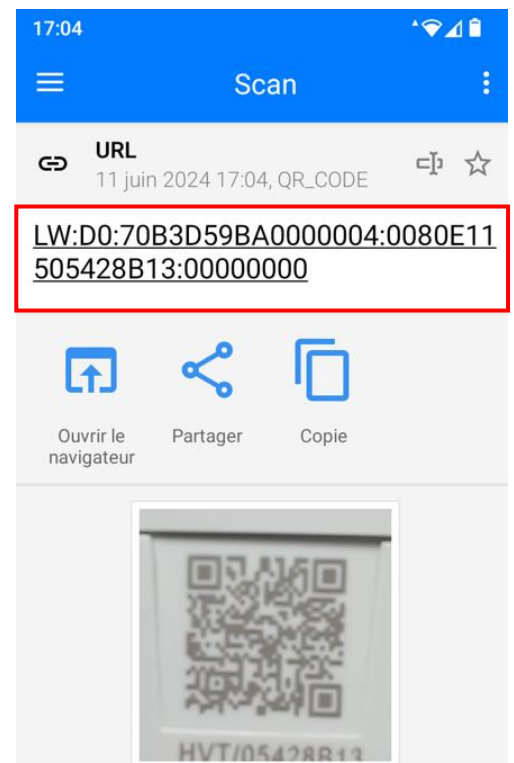 17:04
Scan
URL
11 juin 2024 17:04, QR_CODE
LW:D0:70B3D59BA0000004:0080E11
505428B13:00000000
Ouvrir le
navigateur
Partager
Copie
HVT/05428B13